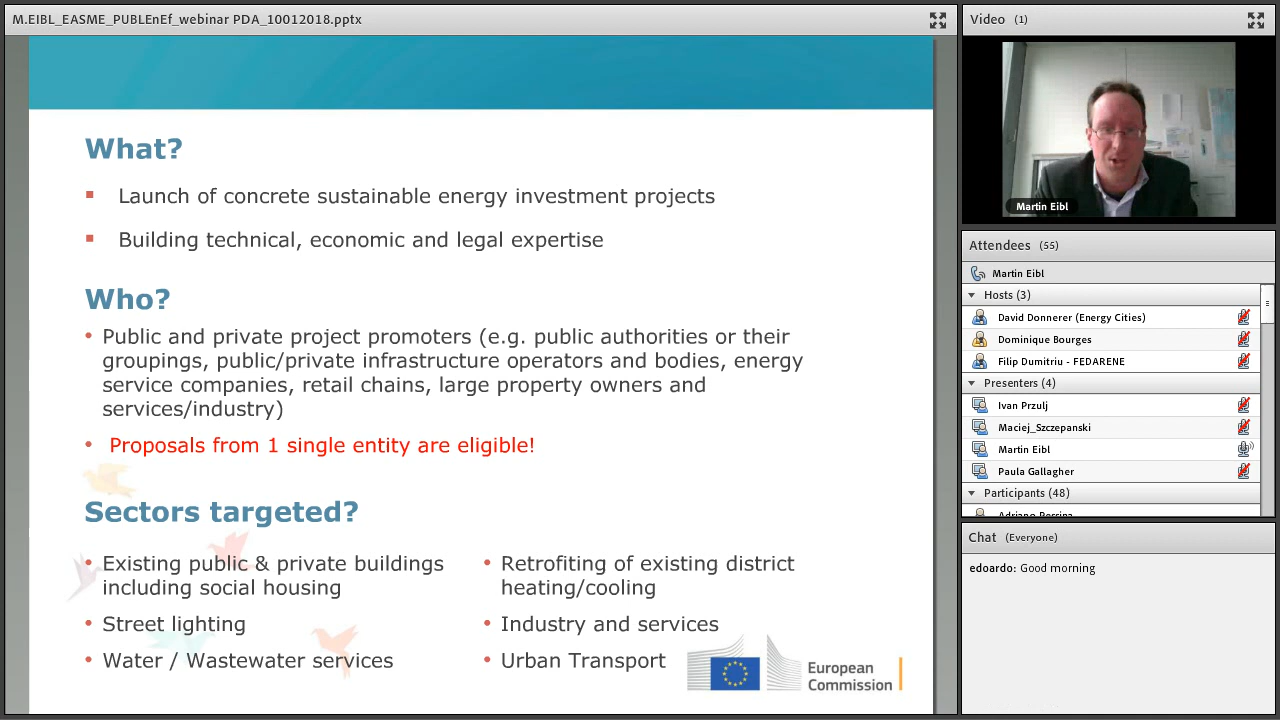 M.EIBL_EASME_PUBLEnEf_webinar PDA_10012018.pptx
What?
Launch of concrete sustainable energy investment projects
Building technical, economic and legal expertise
Who?
• Public and private project promoters (e.g. public authorities or their
groupings, public/private infrastructure operators and bodies, energy
service companies, retail chains, large property owners and
services/industry)
• Proposals from 1 single entity are eligible!
Sectors targeted?
• Existing public & private buildings
including social housing
• Street lighting
• Water / Wastewater services
• Retrofiting of existing district
heating/cooling
• Industry and services
• Urban Transport
European
Commission
Video (1)
Martin Eibl
Attendees (55)
Martin Eibl
Hosts (3)
David Donnerer (Energy Cities)
Dominique Bourges
Filip Dumitriu - FEDARENE
Presenters (4)
Ivan Przulj
Maciej_Szczepanski
Martin Eibl
Paula Gallagher
Participants (48)
Chat (Everyone)
edoardo: Good morning